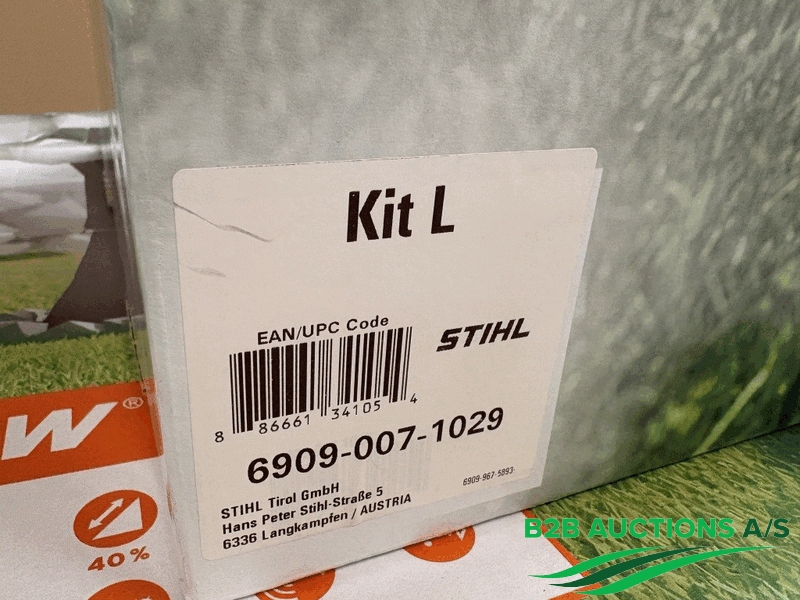 Kit L
EAN/UPC Code
STIHL
8 86661 34105 4
6909-007-1029
6909-967-5893-
STIHL Tirol GmbH
Hans Peter Stihl-Straße 5
6336 Langkampfen / AUSTRIA
W®
40%
B2B AUCTIONS A/S